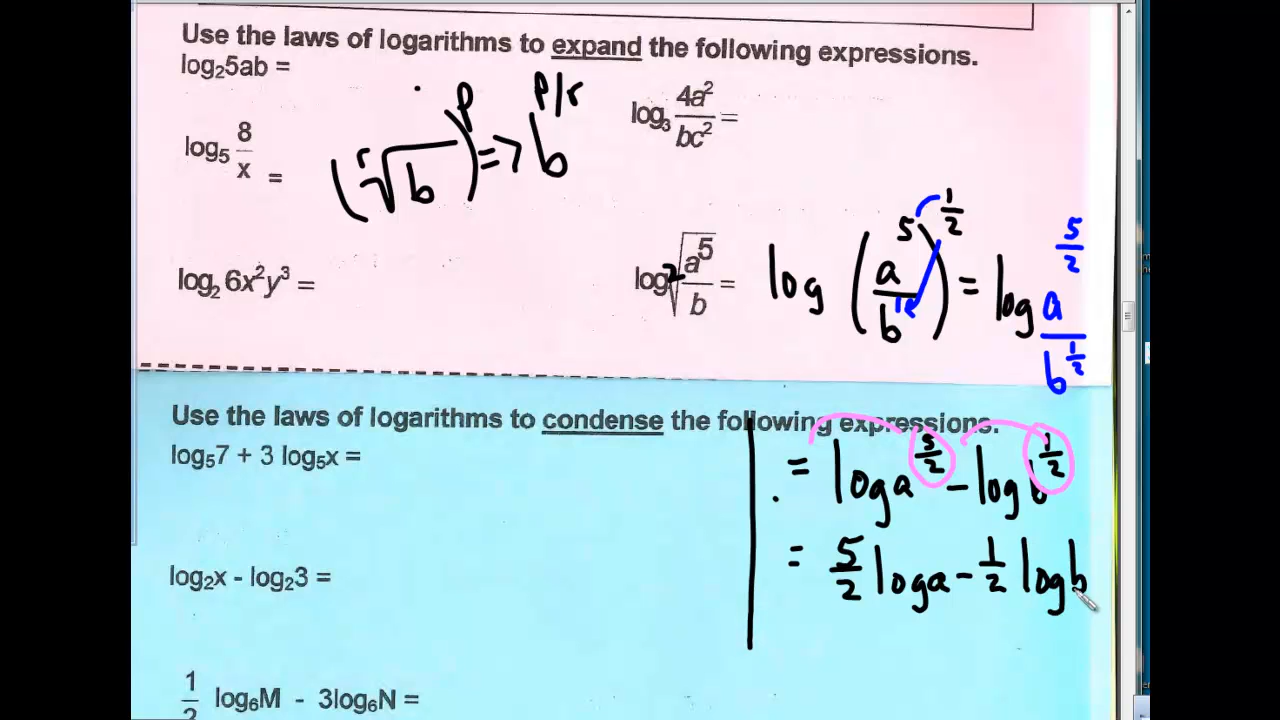 Use the laws of logarithms to expand the following expressions.
log₂5ab =
log₅ 8/x =
(ʳ√b)ᵖ => b^(p/r)
log₃ 4a²/bc² =
log₂6x²y³ =
log ²√(a⁵/b) =
log (a⁵/b)^(1/2) = log a^(5/2)/b^(1/2)
Use the laws of logarithms to condense the following expressions.
log₅7 + 3 log₅x =
= log a^(5/2) - log b^(1/2)
log₂x - log₂3 =
= 5/2 log a - 1/2 log b
1/2 log₆M - 3log₆N =